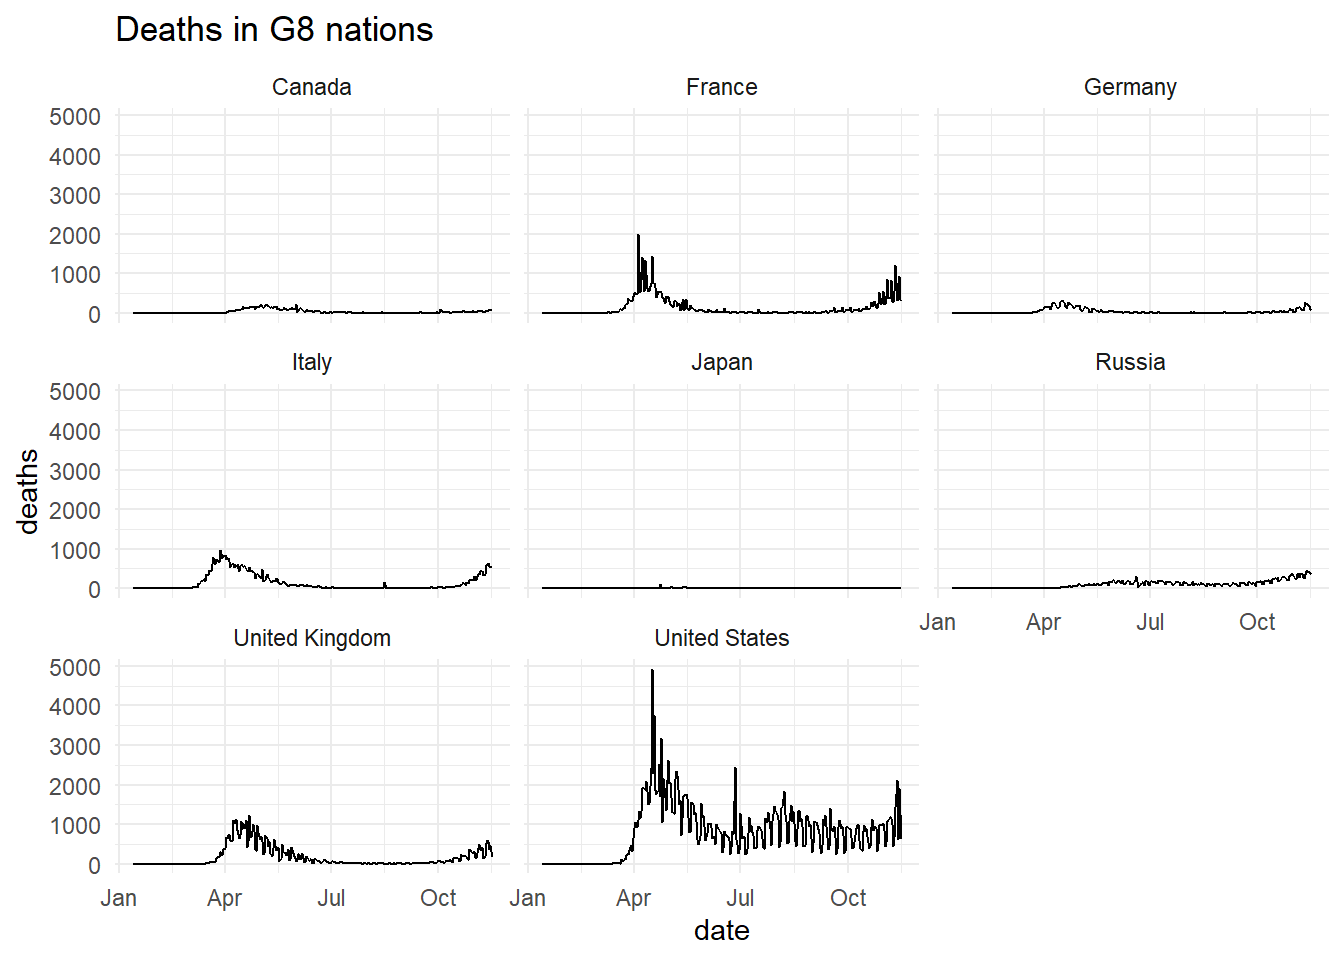 Deaths in G8 nations
Canada
France
Germany
5000
4000
3000
2000
1000
0
Italy
Japan
Russia
5000
4000
3000
2000
1000
0
Jan Apr Jul Oct
United Kingdom
United States
5000
4000
3000
2000
1000
0
Jan Apr Jul Oct
Jan Apr Jul Oct
date
deaths